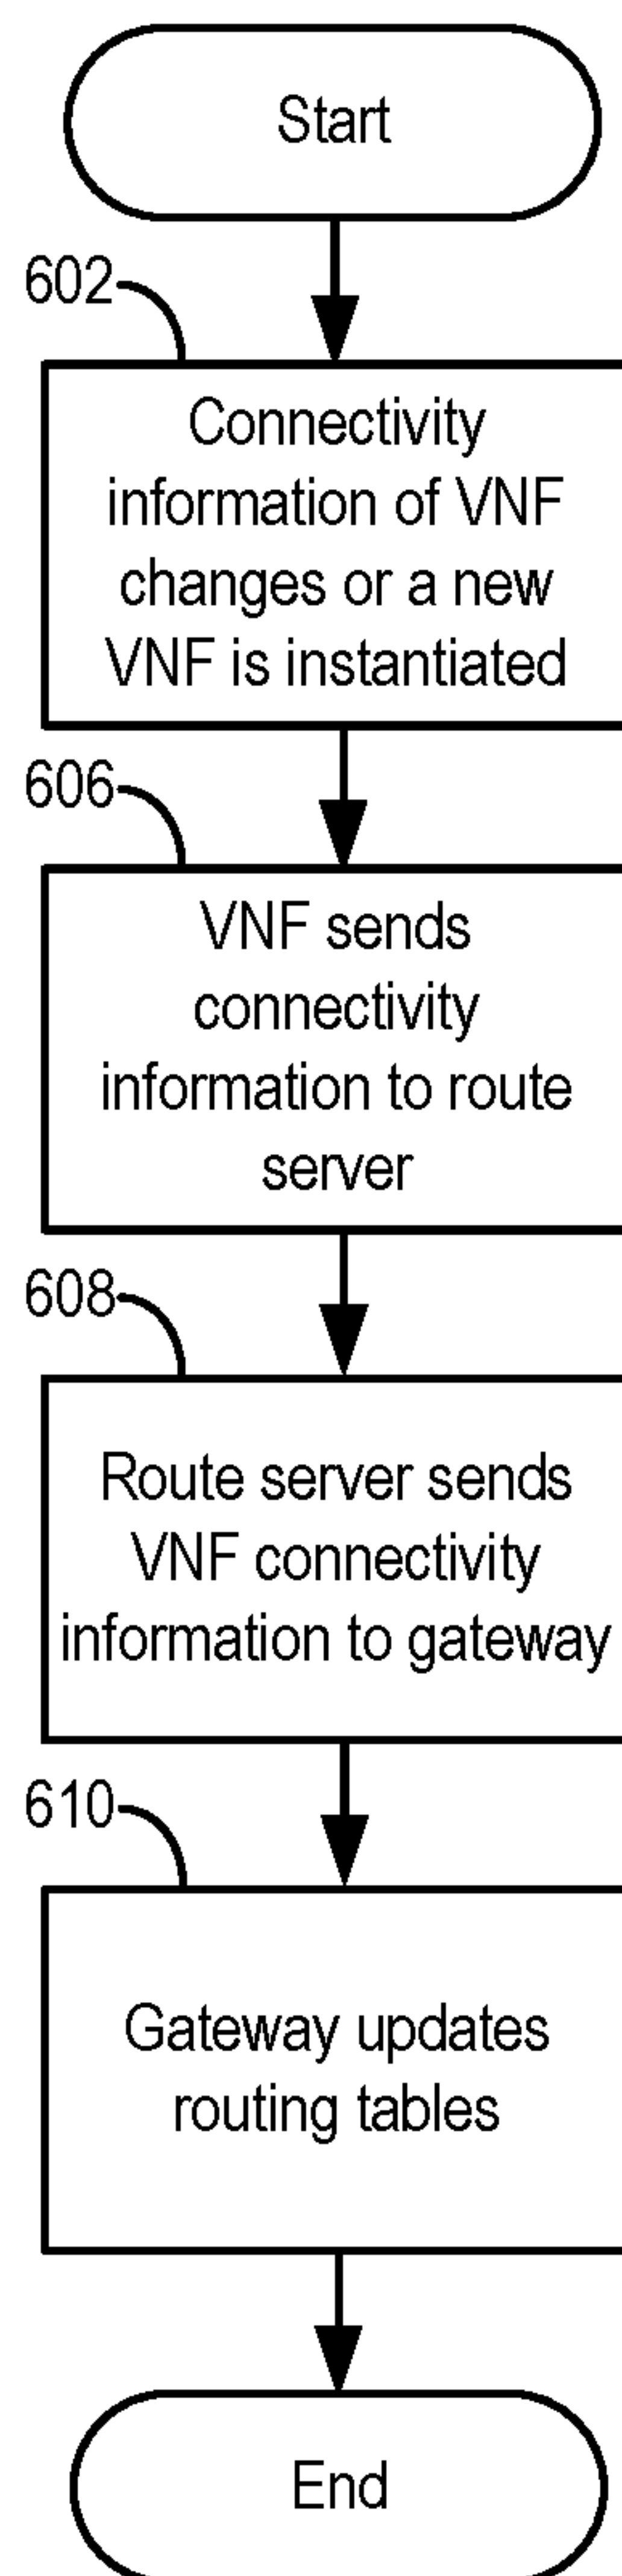 Start
602
Connectivity
information of VNF
changes or a new
VNF is instantiated
606
VNF sends
connectivity
information to route
server
608
Route server sends
VNF connectivity
information to gateway
610
Gateway updates
routing tables
End